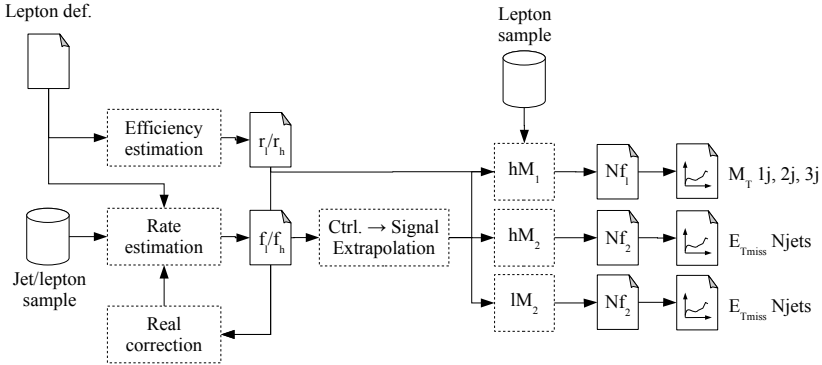 Lepton def.
Lepton
sample
Efficiency
estimation
r_l/r_h
hM_1
Nf_1
M_T 1j, 2j, 3j
Jet/lepton
sample
Rate
estimation
f_l/f_h
Ctrl. → Signal
Extrapolation
hM_2
Nf_2
E_Tmiss Njets
lM_2
Nf_2
E_Tmiss Njets
Real
correction